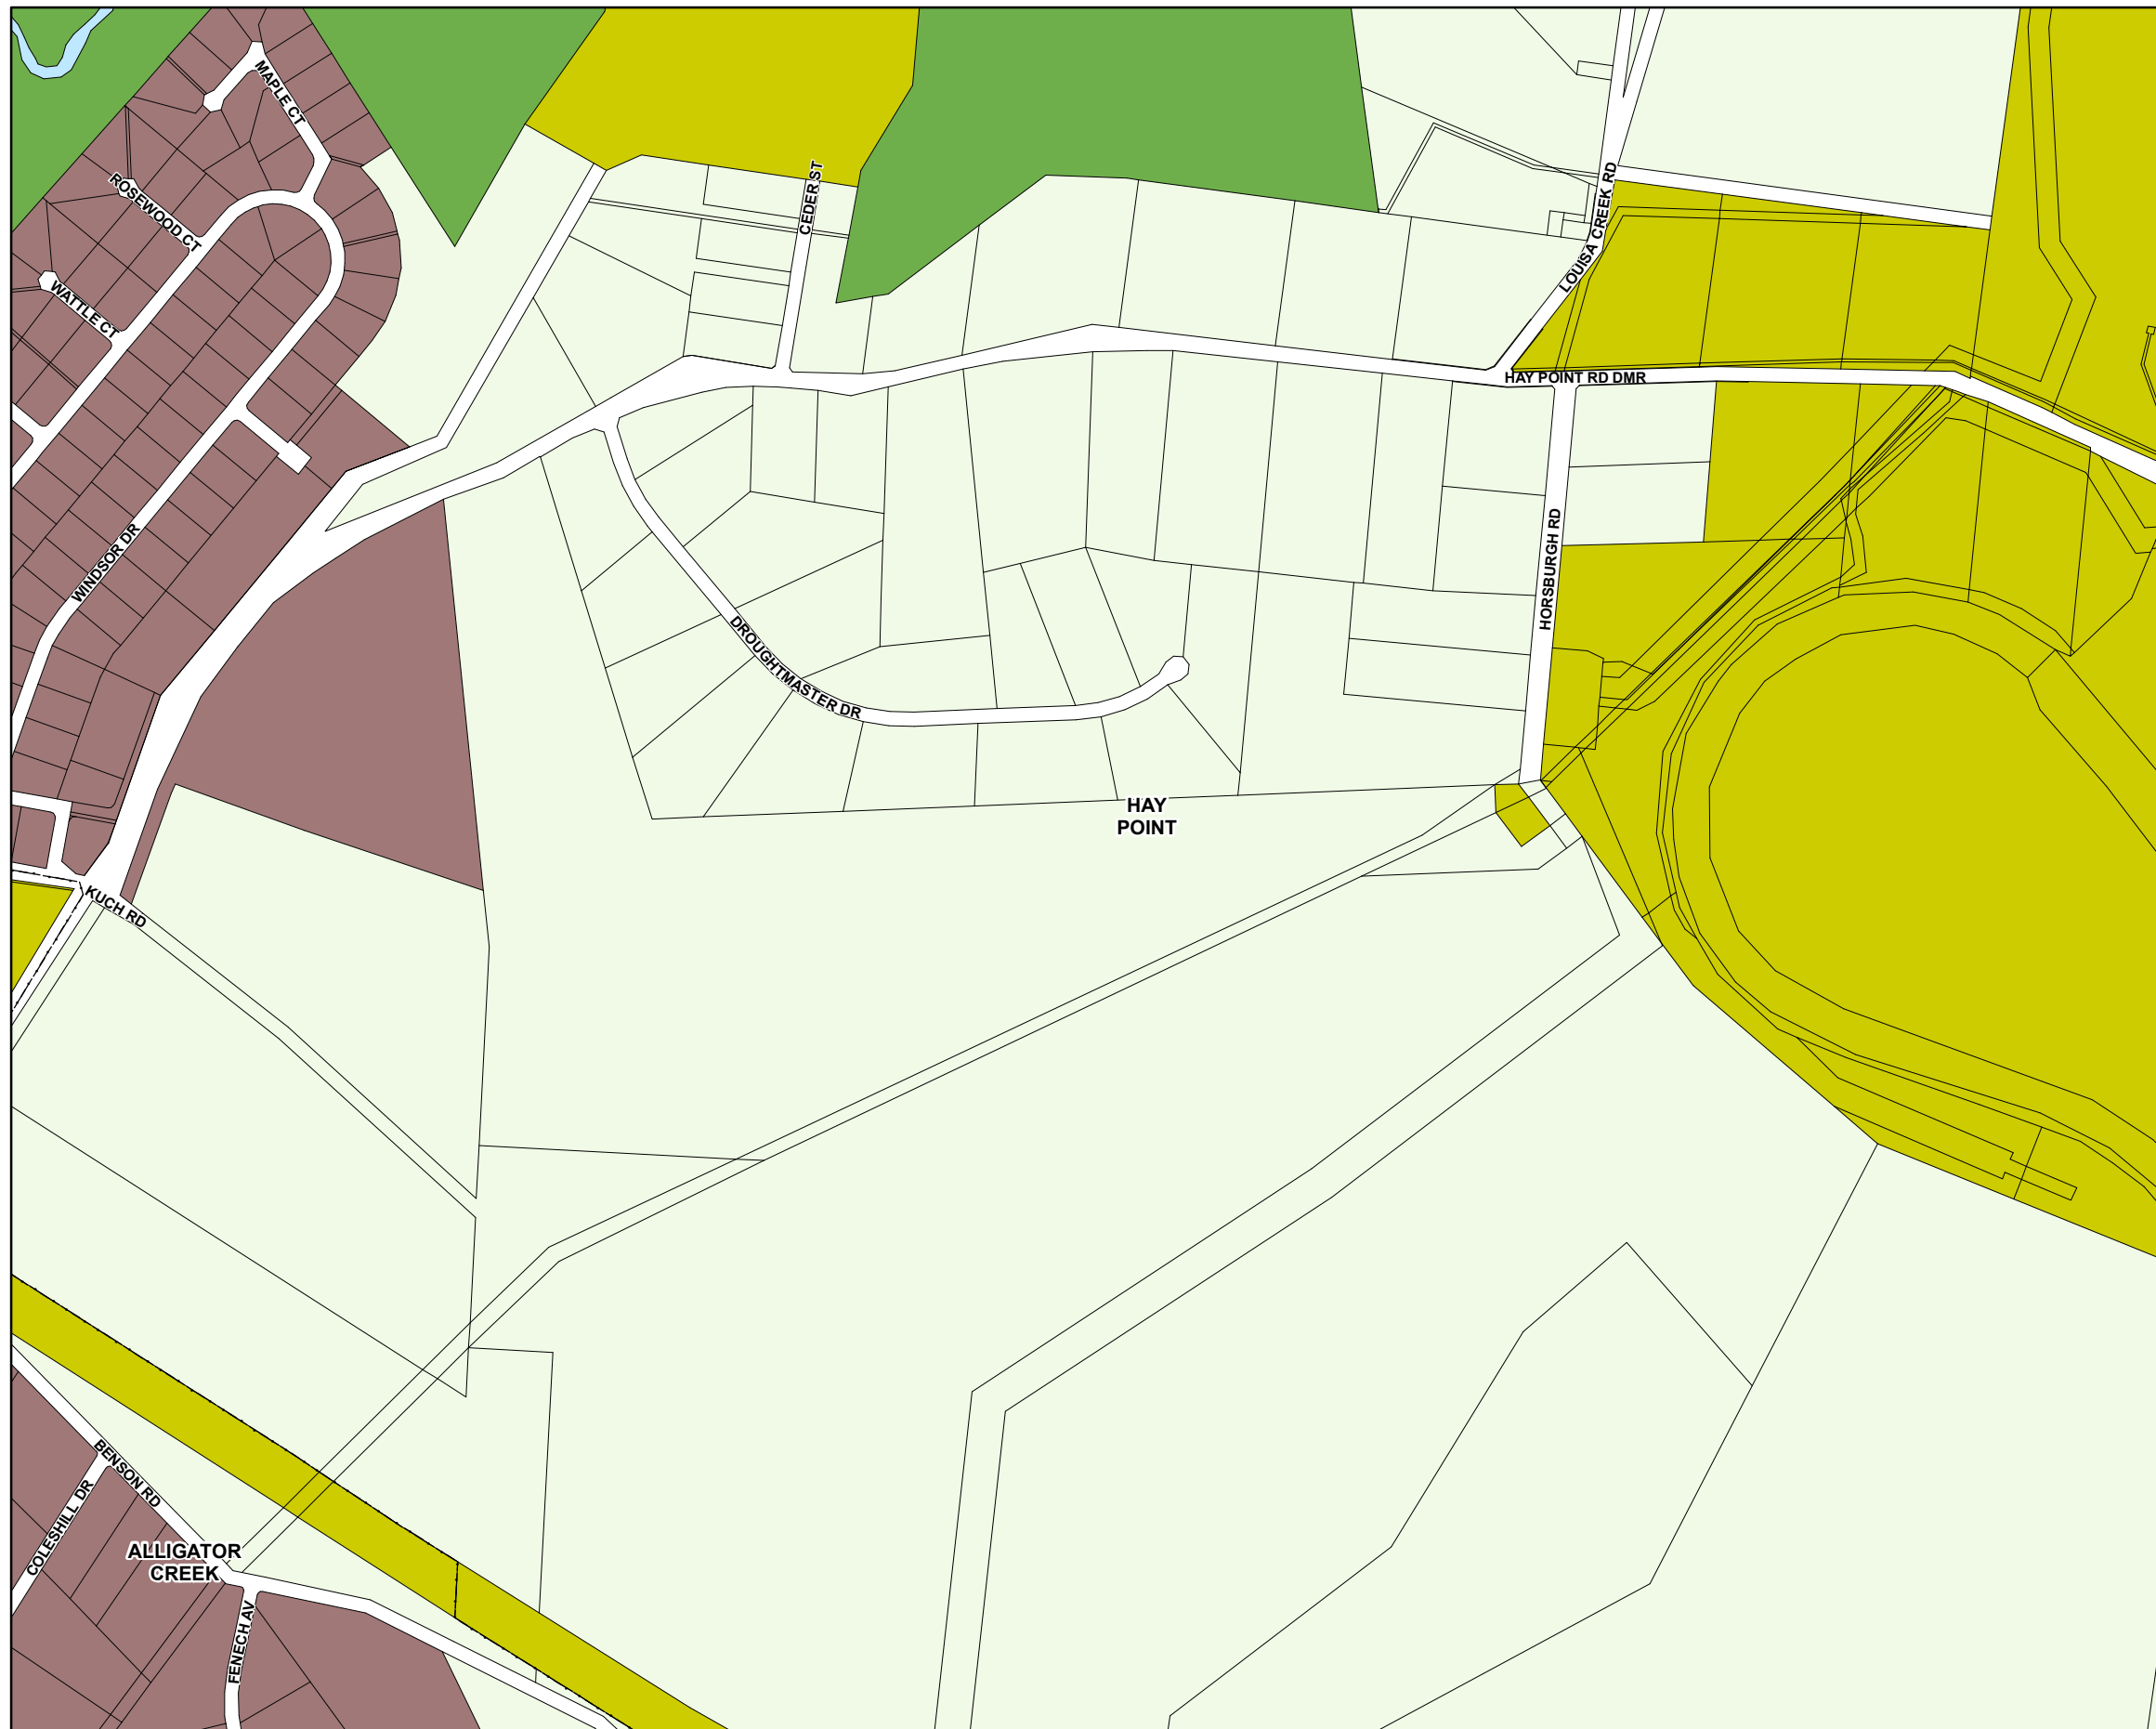 MAPLE CT
ROSEWOOD CT
CEDER ST
LOUISA CREEK RD
WATTLE CT
HAY POINT RD DMR
WINDSOR DR
HORSBURGH RD
DROUGHTMASTER DR
HAY
POINT
KUCH RD
BENSON RD
COLESHILL DR
ALLIGATOR
CREEK
FENECH AV